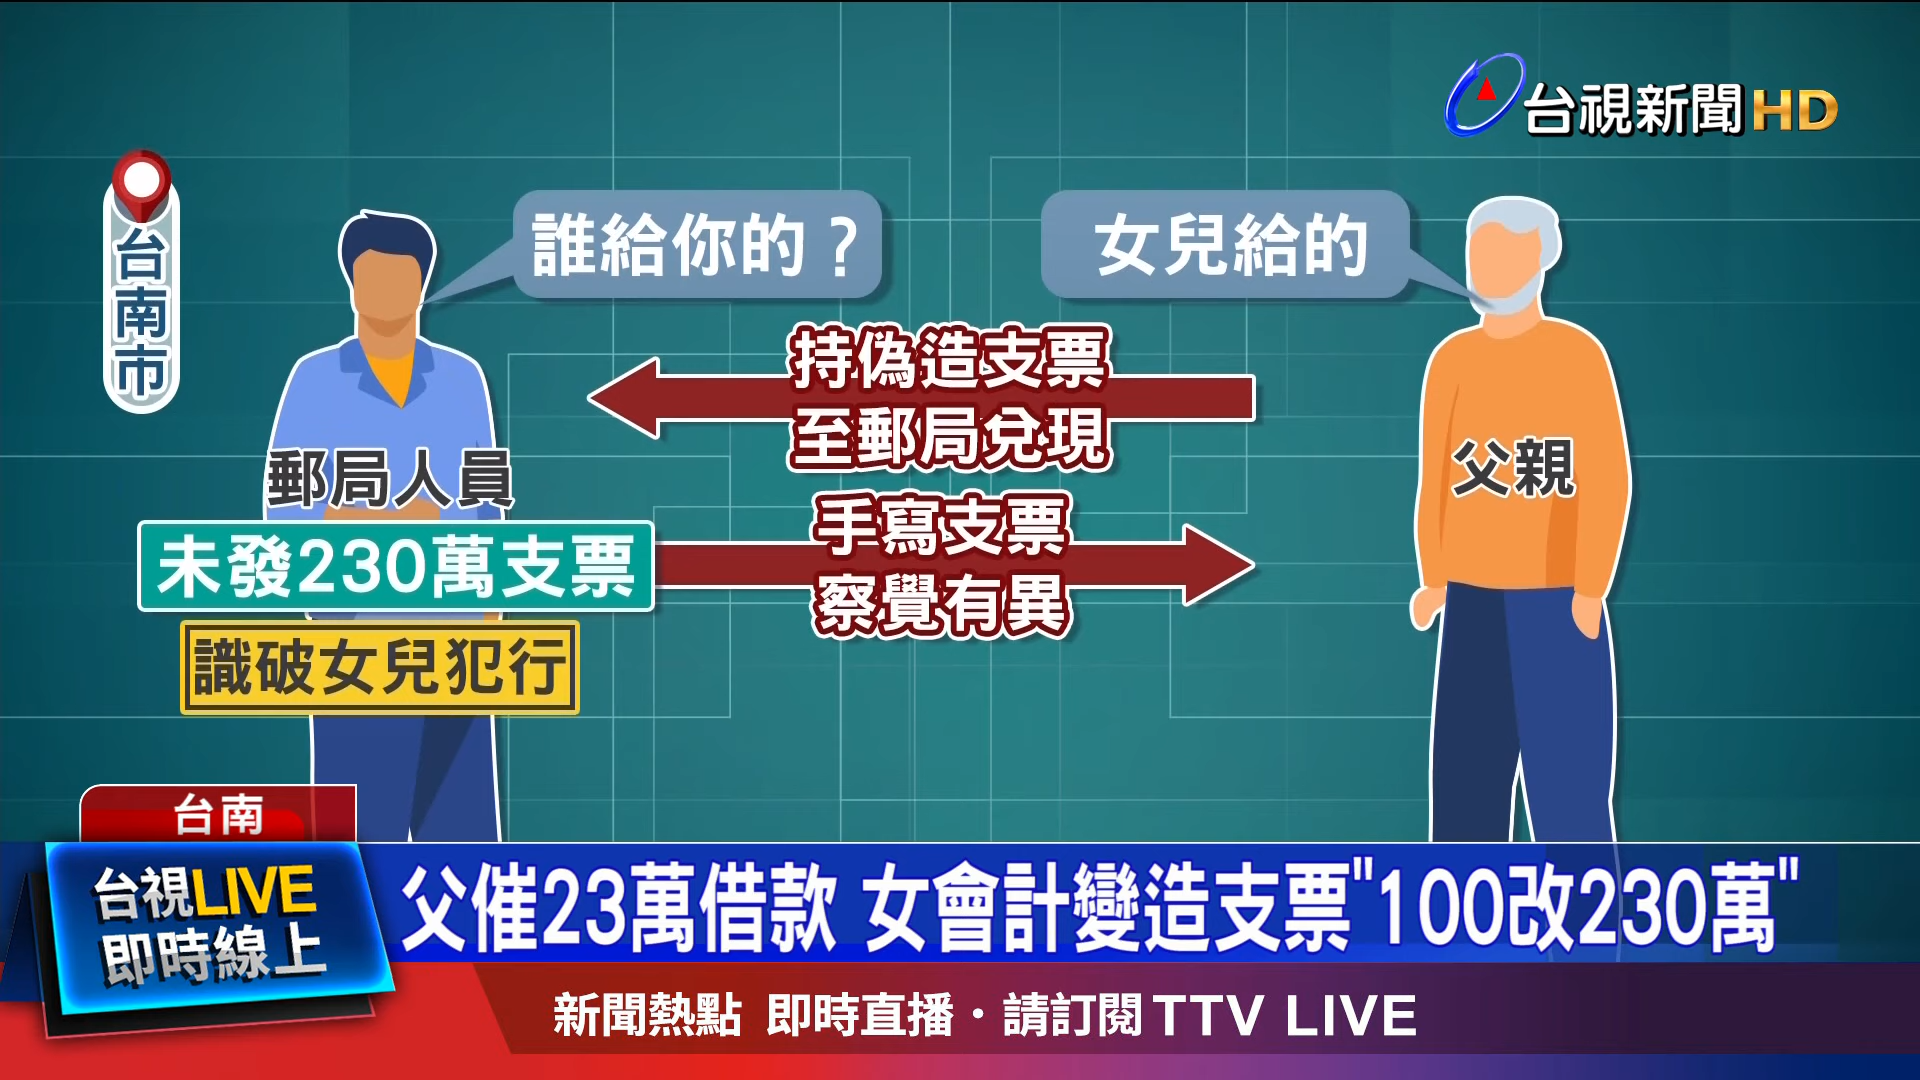 台視新聞HD
台南市
誰給你的？
女兒給的
持偽造支票
至郵局兌現
郵局人員
父親
手寫支票
察覺有異
未發230萬支票
識破女兒犯行
台南
台視LIVE
即時線上
父催23萬借款 女會計變造支票"100改230萬"
新聞熱點 即時直播・請訂閱TTV LIVE